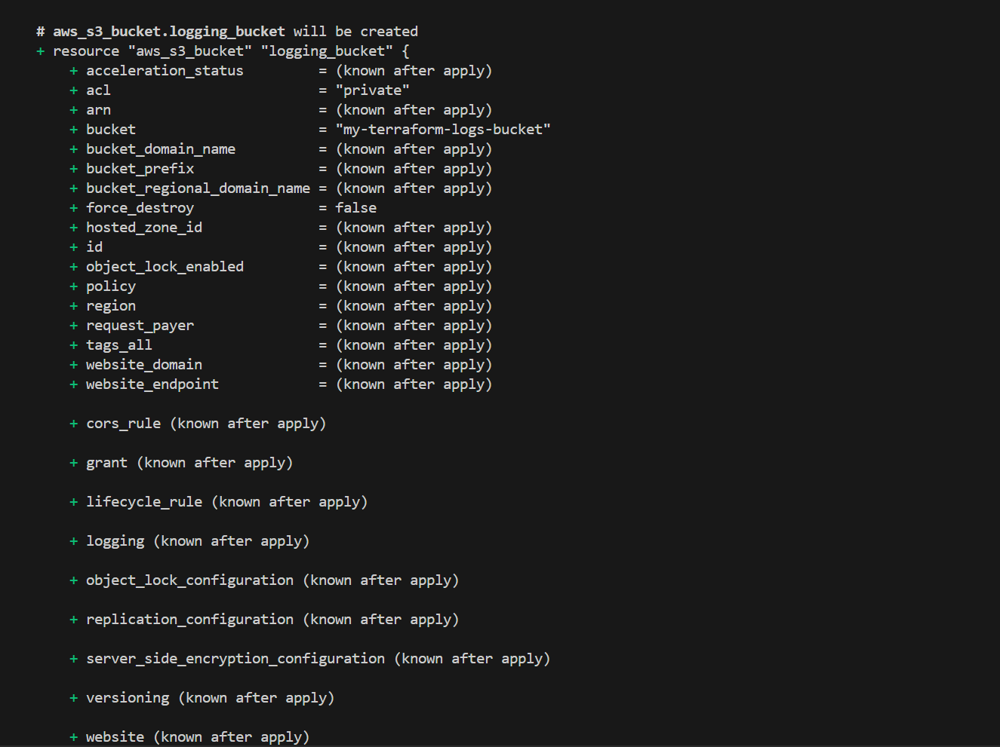 # aws_s3_bucket.logging_bucket will be created
+ resource "aws_s3_bucket" "logging_bucket" {
+ acceleration_status = (known after apply)
+ acl = "private"
+ arn = (known after apply)
+ bucket = "my-terraform-logs-bucket"
+ bucket_domain_name = (known after apply)
+ bucket_prefix = (known after apply)
+ bucket_regional_domain_name = (known after apply)
+ force_destroy = false
+ hosted_zone_id = (known after apply)
+ id = (known after apply)
+ object_lock_enabled = (known after apply)
+ policy = (known after apply)
+ region = (known after apply)
+ request_payer = (known after apply)
+ tags_all = (known after apply)
+ website_domain = (known after apply)
+ website_endpoint = (known after apply)
+ cors_rule (known after apply)
+ grant (known after apply)
+ lifecycle_rule (known after apply)
+ logging (known after apply)
+ object_lock_configuration (known after apply)
+ replication_configuration (known after apply)
+ server_side_encryption_configuration (known after apply)
+ versioning (known after apply)
+ website (known after apply)